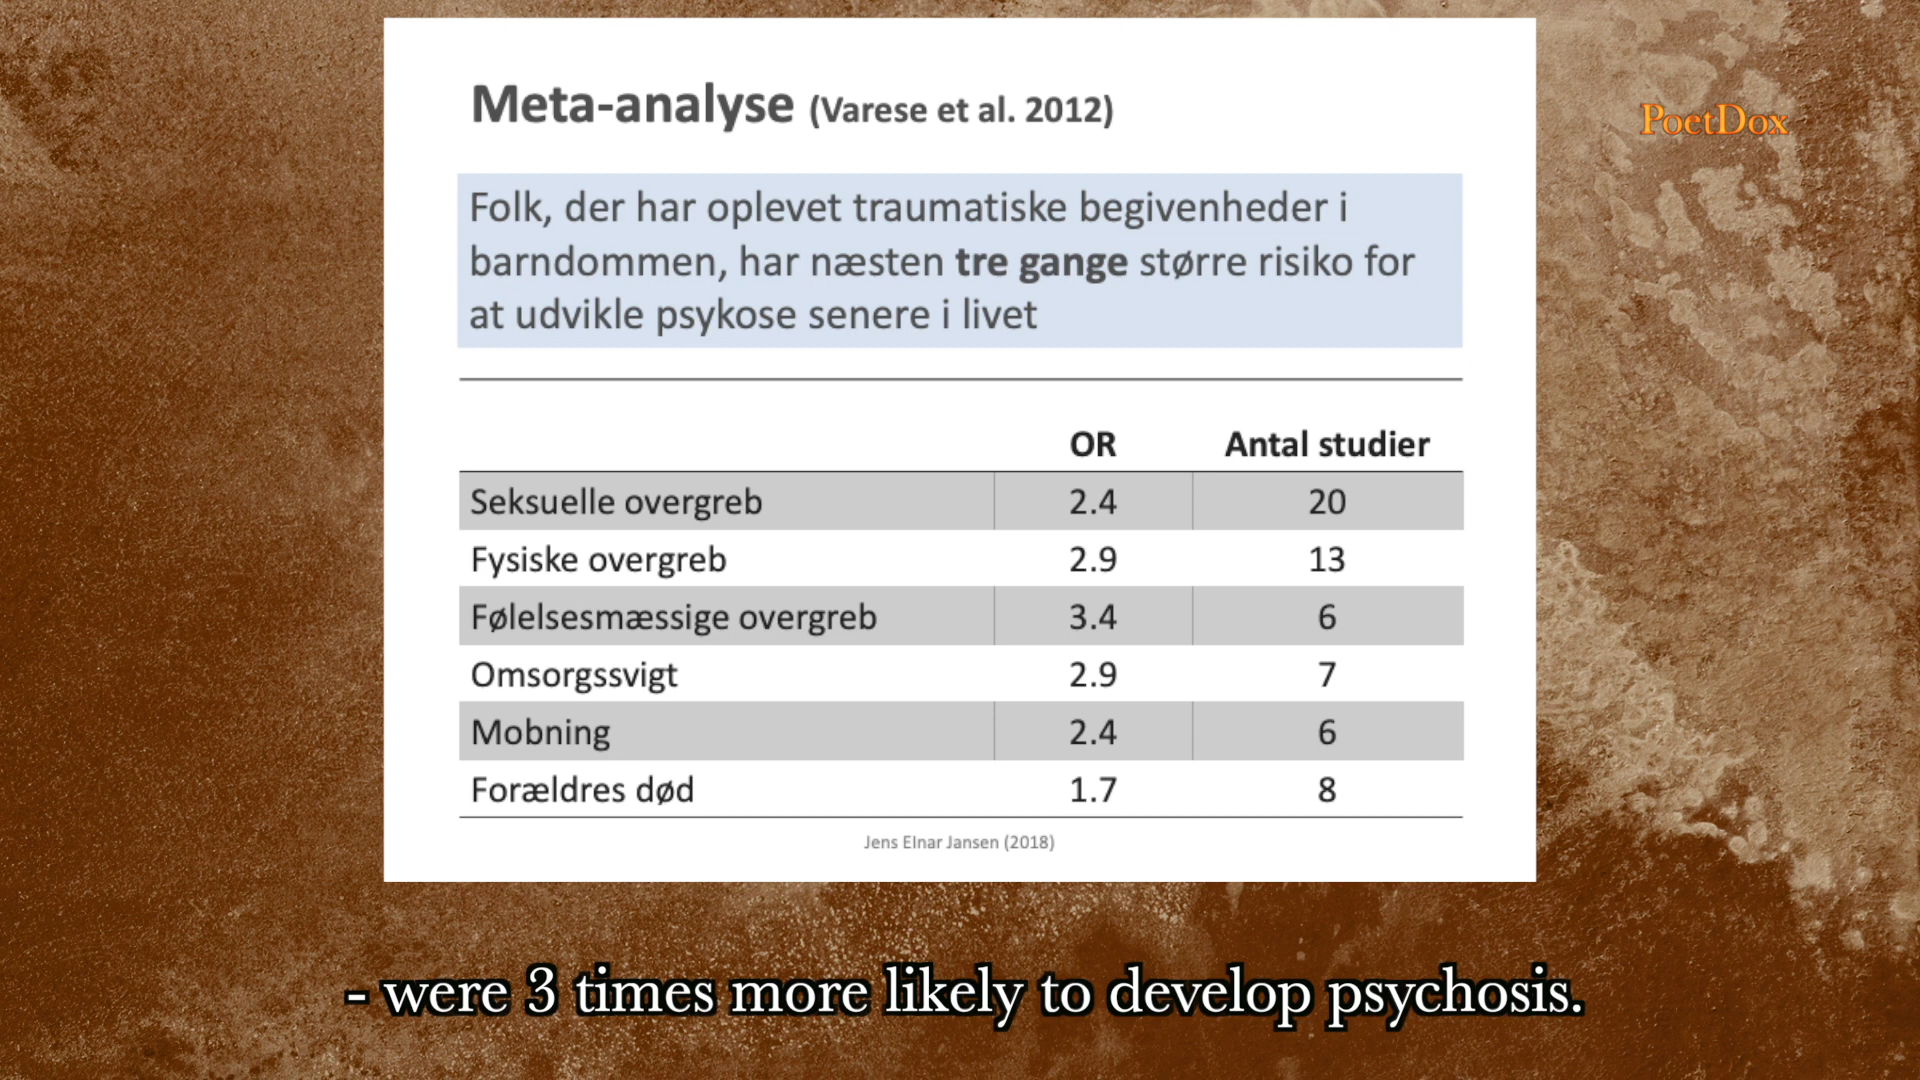 Meta-analyse (Varese et al. 2012)
PoetDox
Folk, der har oplevet traumatiske begivenheder i
barndommen, har næsten tre gange større risiko for
at udvikle psykose senere i livet
OR Antal studier
Seksuelle overgreb 2.4 20
Fysiske overgreb 2.9 13
Følelsesmæssige overgreb 3.4 6
Omsorgssvigt 2.9 7
Mobning 2.4 6
Forældres død 1.7 8
Jens EInar Jansen (2018)
- were 3 times more likely to develop psychosis.